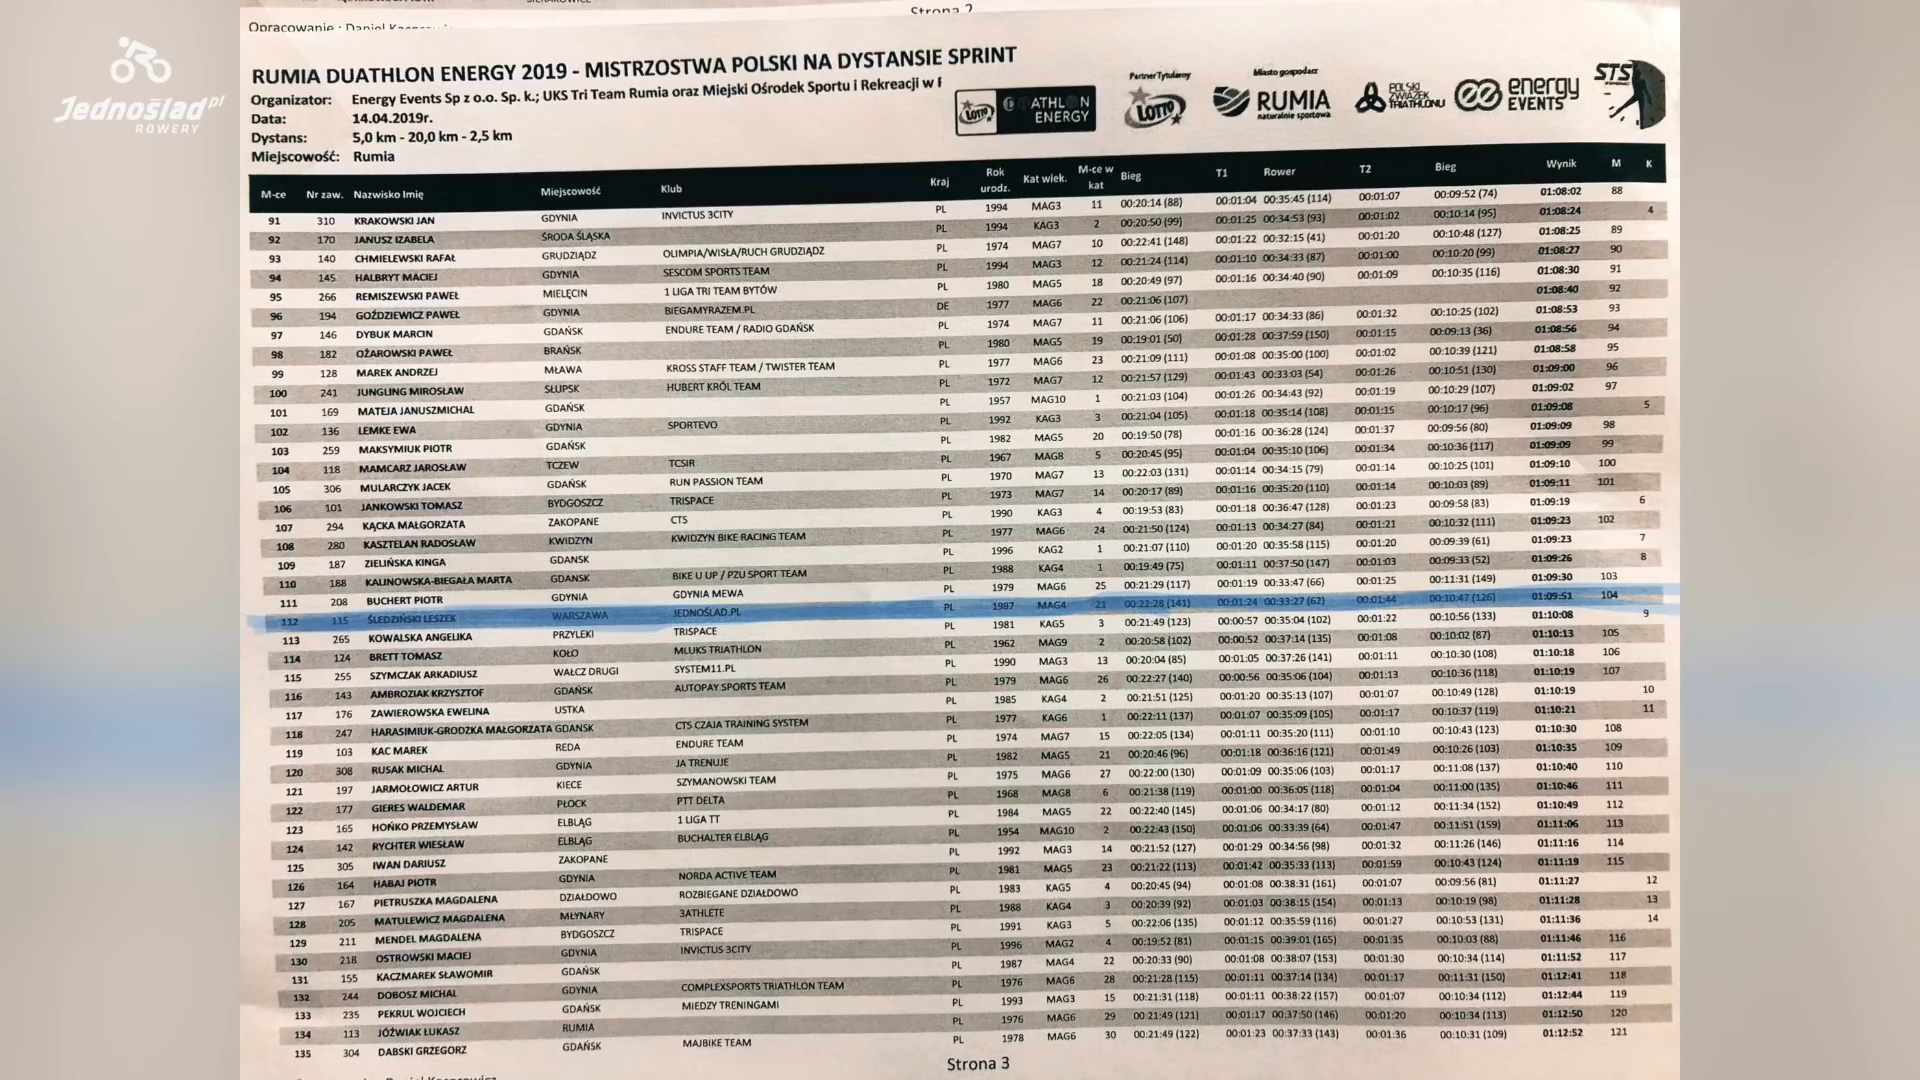 Strona 2
Opracowanie : Daniel
Jednoślad.pl
ROWERY
RUMIA DUATHLON ENERGY 2019 - MISTRZOSTWA POLSKI NA DYSTANSIE SPRINT
Organizator: Energy Events Sp z o.o. Sp. k.; UKS Tri Team Rumia oraz Miejski Ośrodek Sportu i Rekreacji w
Data: 14.04.2019r.
Dystans: 5,0 km - 20,0 km - 2,5 km
Miejscowość: Rumia
LOTTO DUATHLON ENERGY
Partner Tytularny
LOTTO
Miasto gospodarz
RUMIA
naturalnie sportowa
POLSKI ZWIĄZEK TRIATHLONU
energy EVENTS
STS
M-ce Nr zaw. Nazwisko Imię Miejscowość Klub Kraj Rok urodz. Kat wiek. M-ce w kat Bieg T1 Rower T2 Bieg Wynik M K
91 310 KRAKOWSKI JAN GDYNIA INVICTUS 3CITY PL 1994 MAG3 11 00:20:14 (88) 00:01:04 00:35:45 (114) 00:01:07 00:09:52 (74) 01:08:02 88
92 170 JANUSZ IZABELA ŚRODA ŚLĄSKA PL 1994 KAG3 2 00:20:50 (99) 00:01:25 00:34:53 (93) 00:01:02 00:10:14 (95) 01:08:24 4
93 140 CHMIELEWSKI RAFAŁ GRUDZIĄDZ OLIMPIA/WISŁA/RUCH GRUDZIĄDZ PL 1974 MAG7 10 00:22:41 (148) 00:01:22 00:32:15 (41) 00:01:20 00:10:48 (127) 01:08:25 89
94 145 HALBRYT MACIEJ GDYNIA SESCOM SPORTS TEAM PL 1994 MAG3 12 00:21:24 (114) 00:01:10 00:34:33 (87) 00:01:00 00:10:20 (99) 01:08:27 90
95 266 REMISZEWSKI PAWEŁ MIELĘCIN 1 LIGA TRI TEAM BYTÓW PL 1980 MAG5 18 00:20:49 (97) 00:01:16 00:34:40 (90) 00:01:09 00:10:35 (116) 01:08:30 91
96 194 GOŹDZIEWICZ PAWEŁ GDYNIA BIEGAMYRAZEM.PL DE 1977 MAG6 22 00:21:06 (107) 01:08:40 92
97 146 DYBUK MARCIN GDAŃSK ENDURE TEAM / RADIO GDAŃSK PL 1974 MAG7 11 00:21:06 (106) 00:01:17 00:34:33 (86) 00:01:32 00:10:25 (102) 01:08:53 93
98 182 OŻAROWSKI PAWEŁ BRAŃSK PL 1980 MAG5 19 00:19:01 (50) 00:01:28 00:37:59 (150) 00:01:15 00:09:13 (36) 01:08:56 94
99 128 MAREK ANDRZEJ MŁAWA KROSS STAFF TEAM / TWISTER TEAM PL 1977 MAG6 23 00:21:09 (111) 00:01:08 00:35:00 (100) 00:01:02 00:10:39 (121) 01:08:58 95
100 241 JUNGLING MIROSŁAW SŁUPSK HUBERT KRÓL TEAM PL 1972 MAG7 12 00:21:57 (129) 00:01:43 00:33:03 (54) 00:01:26 00:10:51 (130) 01:09:00 96
101 169 MATEJA JANUSZMICHAL GDAŃSK PL 1957 MAG10 1 00:21:03 (104) 00:01:26 00:34:43 (92) 00:01:19 00:10:29 (107) 01:09:02 97
102 136 LEMKE EWA GDYNIA SPORTEVO PL 1992 KAG3 3 00:21:04 (105) 00:01:18 00:35:14 (108) 00:01:15 00:10:17 (96) 01:09:08 5
103 259 MAKSYMIUK PIOTR GDAŃSK PL 1982 MAG5 20 00:19:50 (78) 00:01:16 00:36:28 (124) 00:01:37 00:09:56 (80) 01:09:09 98
104 118 MAMCARZ JAROSŁAW TCZEW TCSIR PL 1967 MAG8 5 00:20:45 (95) 00:01:04 00:35:10 (106) 00:01:34 00:10:36 (117) 01:09:09 99
105 306 MULARCZYK JACEK GDAŃSK RUN PASSION TEAM PL 1970 MAG7 13 00:22:03 (131) 00:01:14 00:34:15 (79) 00:01:14 00:10:25 (101) 01:09:10 100
106 101 JANKOWSKI TOMASZ BYDGOSZCZ TRISPACE PL 1973 MAG7 14 00:20:17 (89) 00:01:16 00:35:20 (110) 00:01:14 00:10:03 (89) 01:09:11 101
107 294 KĄCKA MAŁGORZATA ZAKOPANE CTS PL 1990 KAG3 4 00:19:53 (83) 00:01:18 00:36:47 (128) 00:01:23 00:09:58 (83) 01:09:19 6
108 280 KASZTELAN RADOSŁAW KWIDZYN KWIDZYN BIKE RACING TEAM PL 1977 MAG6 24 00:21:50 (124) 00:01:13 00:34:27 (84) 00:01:21 00:10:32 (111) 01:09:23 102
109 187 ZIELIŃSKA KINGA GDANSK PL 1996 KAG2 1 00:21:07 (110) 00:01:20 00:35:58 (115) 00:01:20 00:09:39 (61) 01:09:23 7
110 188 KALINOWSKA-BIEGAŁA MARTA GDANSK BIKE U UP / PZU SPORT TEAM PL 1988 KAG4 1 00:19:49 (75) 00:01:11 00:37:50 (147) 00:01:03 00:09:33 (52) 01:09:26 8
111 208 BUCHERT PIOTR GDYNIA GDYNIA MEWA PL 1979 MAG6 25 00:21:29 (117) 00:01:19 00:33:47 (66) 00:01:25 00:11:31 (149) 01:09:30 103
112 115 ŚLEDZIŃSKI LESZEK WARSZAWA JEDNOŚLAD.PL PL 1987 MAG4 21 00:22:28 (141) 00:01:24 00:33:27 (62) 00:01:44 00:10:47 (126) 01:09:51 104
113 265 KOWALSKA ANGELIKA PRZYLEKI TRISPACE PL 1981 KAG5 3 00:21:49 (123) 00:00:57 00:35:04 (102) 00:01:22 00:10:56 (133) 01:10:08 9
114 124 BRETT TOMASZ KOŁO MLUKS TRIATHLON PL 1962 MAG9 2 00:20:58 (102) 00:00:52 00:37:14 (135) 00:01:08 00:10:02 (87) 01:10:13 105
115 255 SZYMCZAK ARKADIUSZ WAŁCZ DRUGI SYSTEM11.PL PL 1990 MAG3 13 00:20:04 (85) 00:01:05 00:37:26 (141) 00:01:11 00:10:30 (108) 01:10:18 106
116 143 AMBROZIAK KRZYSZTOF GDAŃSK AUTOPAY SPORTS TEAM PL 1979 MAG6 26 00:22:27 (140) 00:00:56 00:35:06 (104) 00:01:13 00:10:36 (118) 01:10:19 107
117 176 ZAWIEROWSKA EWELINA USTKA PL 1985 KAG4 2 00:21:51 (125) 00:01:20 00:35:13 (107) 00:01:07 00:10:49 (128) 01:10:19 10
118 247 HARASIMIUK-GRODZKA MAŁGORZATA GDANSK CTS CZAJA TRAINING SYSTEM PL 1977 KAG6 1 00:22:11 (137) 00:01:07 00:35:09 (105) 00:01:17 00:10:37 (119) 01:10:21 11
119 103 KAC MAREK REDA ENDURE TEAM PL 1974 MAG7 15 00:22:05 (134) 00:01:11 00:35:20 (111) 00:01:10 00:10:43 (123) 01:10:30 108
120 308 RUSAK MICHAL GDYNIA JA TRENUJE PL 1982 MAG5 21 00:20:46 (96) 00:01:18 00:36:16 (121) 00:01:49 00:10:26 (103) 01:10:35 109
121 197 JARMOŁOWICZ ARTUR KIECE SZYMANOWSKI TEAM PL 1975 MAG6 27 00:22:00 (130) 00:01:09 00:35:06 (103) 00:01:17 00:11:08 (137) 01:10:40 110
122 177 GIERES WALDEMAR PŁOCK PTT DELTA PL 1968 MAG8 6 00:21:38 (119) 00:01:00 00:36:05 (118) 00:01:04 00:11:00 (135) 01:10:46 111
123 165 HOŃKO PRZEMYSŁAW ELBLĄG 1 LIGA TT PL 1984 MAG5 22 00:22:40 (145) 00:01:06 00:34:17 (80) 00:01:12 00:11:34 (152) 01:10:49 112
124 142 RYCHTER WIESŁAW ELBLĄG BUCHALTER ELBLĄG PL 1954 MAG10 2 00:22:43 (150) 00:01:06 00:33:39 (64) 00:01:47 00:11:51 (159) 01:11:06 113
125 305 IWAN DARIUSZ ZAKOPANE PL 1992 MAG3 14 00:21:52 (127) 00:01:29 00:34:56 (98) 00:01:32 00:11:26 (146) 01:11:16 114
126 164 HABAJ PIOTR GDYNIA NORDA ACTIVE TEAM PL 1981 MAG5 23 00:21:22 (113) 00:01:42 00:35:33 (113) 00:01:59 00:10:43 (124) 01:11:19 115
127 167 PIETRUSZKA MAGDALENA DZIAŁDOWO ROZBIEGANE DZIAŁDOWO PL 1983 KAG5 4 00:20:45 (94) 00:01:08 00:38:31 (161) 00:01:07 00:09:56 (81) 01:11:27 12
128 205 MATULEWICZ MAGDALENA MŁYNARY 3ATHLETE PL 1988 KAG4 3 00:20:39 (92) 00:01:03 00:38:15 (154) 00:01:13 00:10:19 (98) 01:11:28 13
129 211 MENDEL MAGDALENA BYDGOSZCZ TRISPACE PL 1991 KAG3 5 00:22:06 (135) 00:01:12 00:35:59 (116) 00:01:27 00:10:53 (131) 01:11:36 14
130 218 OSTROWSKI MACIEJ GDYNIA INVICTUS 3CITY PL 1996 MAG2 4 00:19:52 (81) 00:01:15 00:39:01 (165) 00:01:35 00:10:03 (88) 01:11:46 116
131 155 KACZMAREK SŁAWOMIR GDAŃSK PL 1987 MAG4 22 00:20:33 (90) 00:01:08 00:38:07 (153) 00:01:30 00:10:34 (114) 01:11:52 117
132 244 DOBOSZ MICHAL GDYNIA COMPLEXSPORTS TRIATHLON TEAM PL 1976 MAG6 28 00:21:28 (115) 00:01:11 00:37:14 (134) 00:01:17 00:11:31 (150) 01:12:41 118
133 235 PEKRUL WOJCIECH GDAŃSK MIEDZY TRENINGAMI PL 1993 MAG3 15 00:21:31 (118) 00:01:11 00:38:22 (157) 00:01:07 00:10:34 (112) 01:12:44 119
134 113 JÓŹWIAK ŁUKASZ RUMIA PL 1976 MAG6 29 00:21:49 (121) 00:01:17 00:37:50 (146) 00:01:20 00:10:34 (113) 01:12:50 120
135 304 DABSKI GRZEGORZ GDAŃSK MAJBIKE TEAM PL 1978 MAG6 30 00:21:49 (122) 00:01:23 00:37:33 (143) 00:01:36 00:10:31 (109) 01:12:52 121
Strona 3